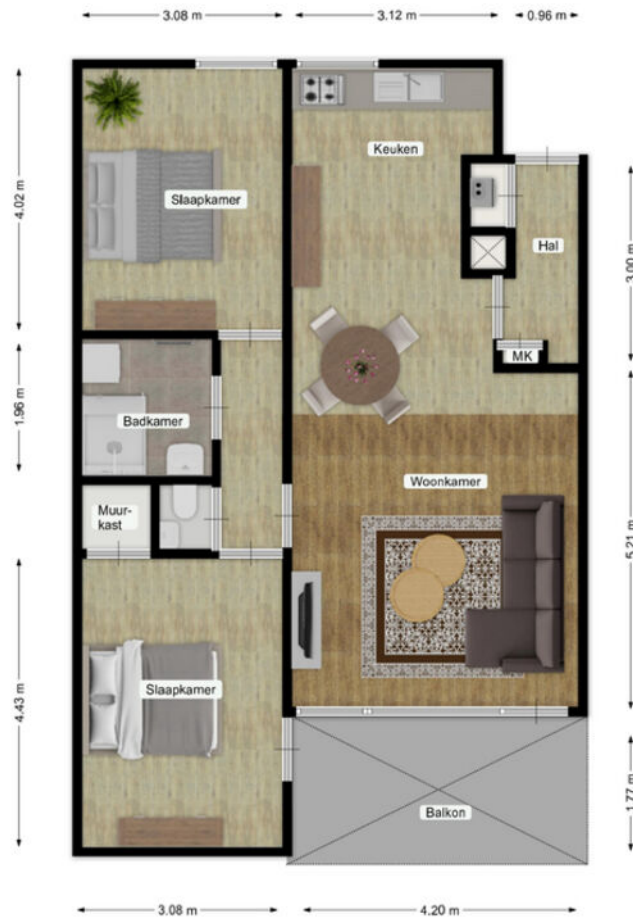 3.08 m
3.12 m
0.96 m
4.02 m
Slaapkamer
Keuken
Hal
3.00 m
MK
1.96 m
Badkamer
Woonkamer
Muur-
kast
5.21 m
4.43 m
Slaapkamer
Balkon
1.77 m
3.08 m
4.20 m